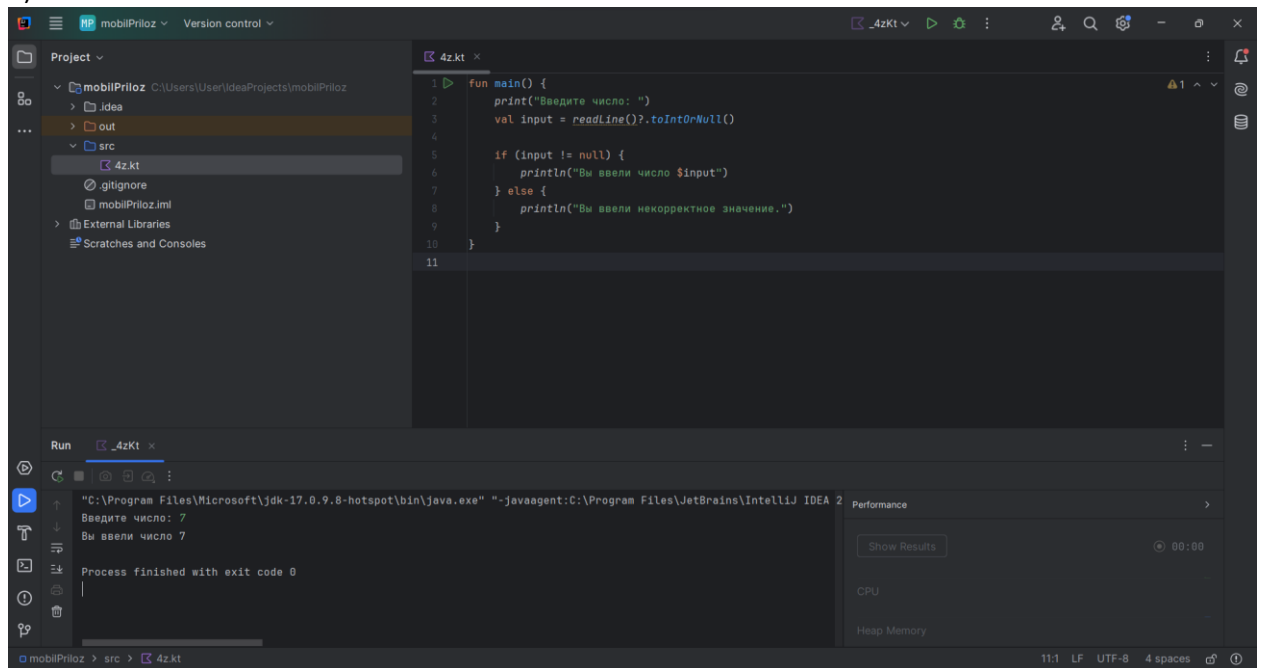 MP mobilPriloz Version control _4zKt
Project
4z.kt
mobilPriloz C:\Users\User\IdeaProjects\mobilPriloz
.idea
out
src
4z.kt
.gitignore
mobilPriloz.iml
External Libraries
Scratches and Consoles
1 fun main() {
2 print("Введите число: ")
3 val input = readLine()?.toIntOrNull()
4
5 if (input != null) {
6 println("Вы ввели число $input")
7 } else {
8 println("Вы ввели некорректное значение.")
9 }
10 }
11
1
Run _4zKt
"C:\Program Files\Microsoft\jdk-17.0.9.8-hotspot\bin\java.exe" "-javaagent:C:\Program Files\JetBrains\IntelliJ IDEA 2
Введите число: 7
Вы ввели число 7
Process finished with exit code 0
Performance
Show Results 00:00
CPU
Heap Memory
mobilPriloz > src > 4z.kt 11:1 LF UTF-8 4 spaces